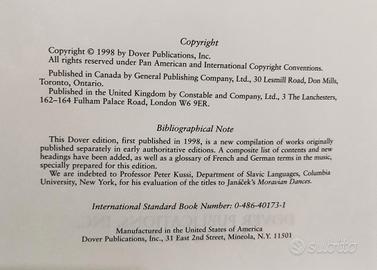 Copyright
Copyright © 1998 by Dover Publications, Inc.
All rights reserved under Pan American and International Copyright Conventions.
Published in Canada by General Publishing Company, Ltd., 30 Lesmill Road, Don Mills,
Toronto, Ontario.
Published in the United Kingdom by Constable and Company, Ltd., 3 The Lanchesters,
162–164 Fulham Palace Road, London W6 9ER.
Bibliographical Note
This Dover edition, first published in 1998, is a new compilation of works originally
published separately in early authoritative editions. A composite list of contents and new
headings have been added, as well as a glossary of French and German terms in the music,
specially prepared for this edition.
We are indebted to Professor Peter Kussi, Department of Slavic Languages, Columbia
University, New York, for his evaluation of the titles to Janáček's Moravian Dances.
International Standard Book Number: 0-486-40173-1
Manufactured in the United States of America
Dover Publications, Inc., 31 East 2nd Street, Mineola, N.Y. 11501
subito